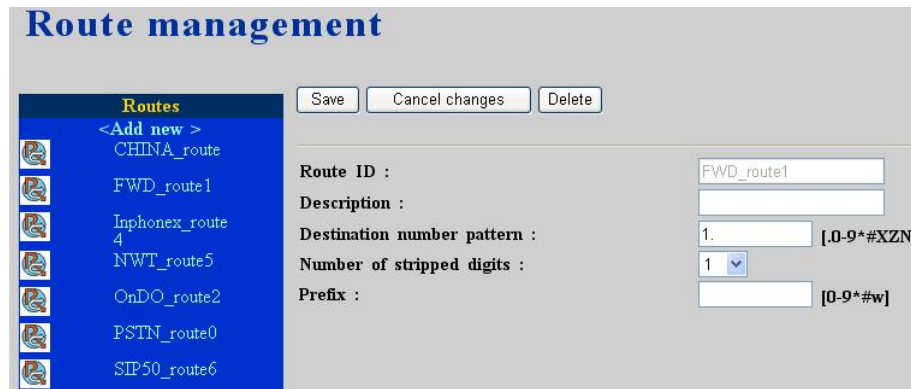 Route management
Save Cancel changes Delete
Routes
<Add new >
CHINA_route
FWD_route1
Inphonex_route
4
NWT_route5
OnDO_route2
PSTN_route0
SIP50_route6
Route ID : FWD_route1
Description :
Destination number pattern : 1. [.0-9*#XZN
Number of stripped digits : 1
Prefix : [0-9*#w]